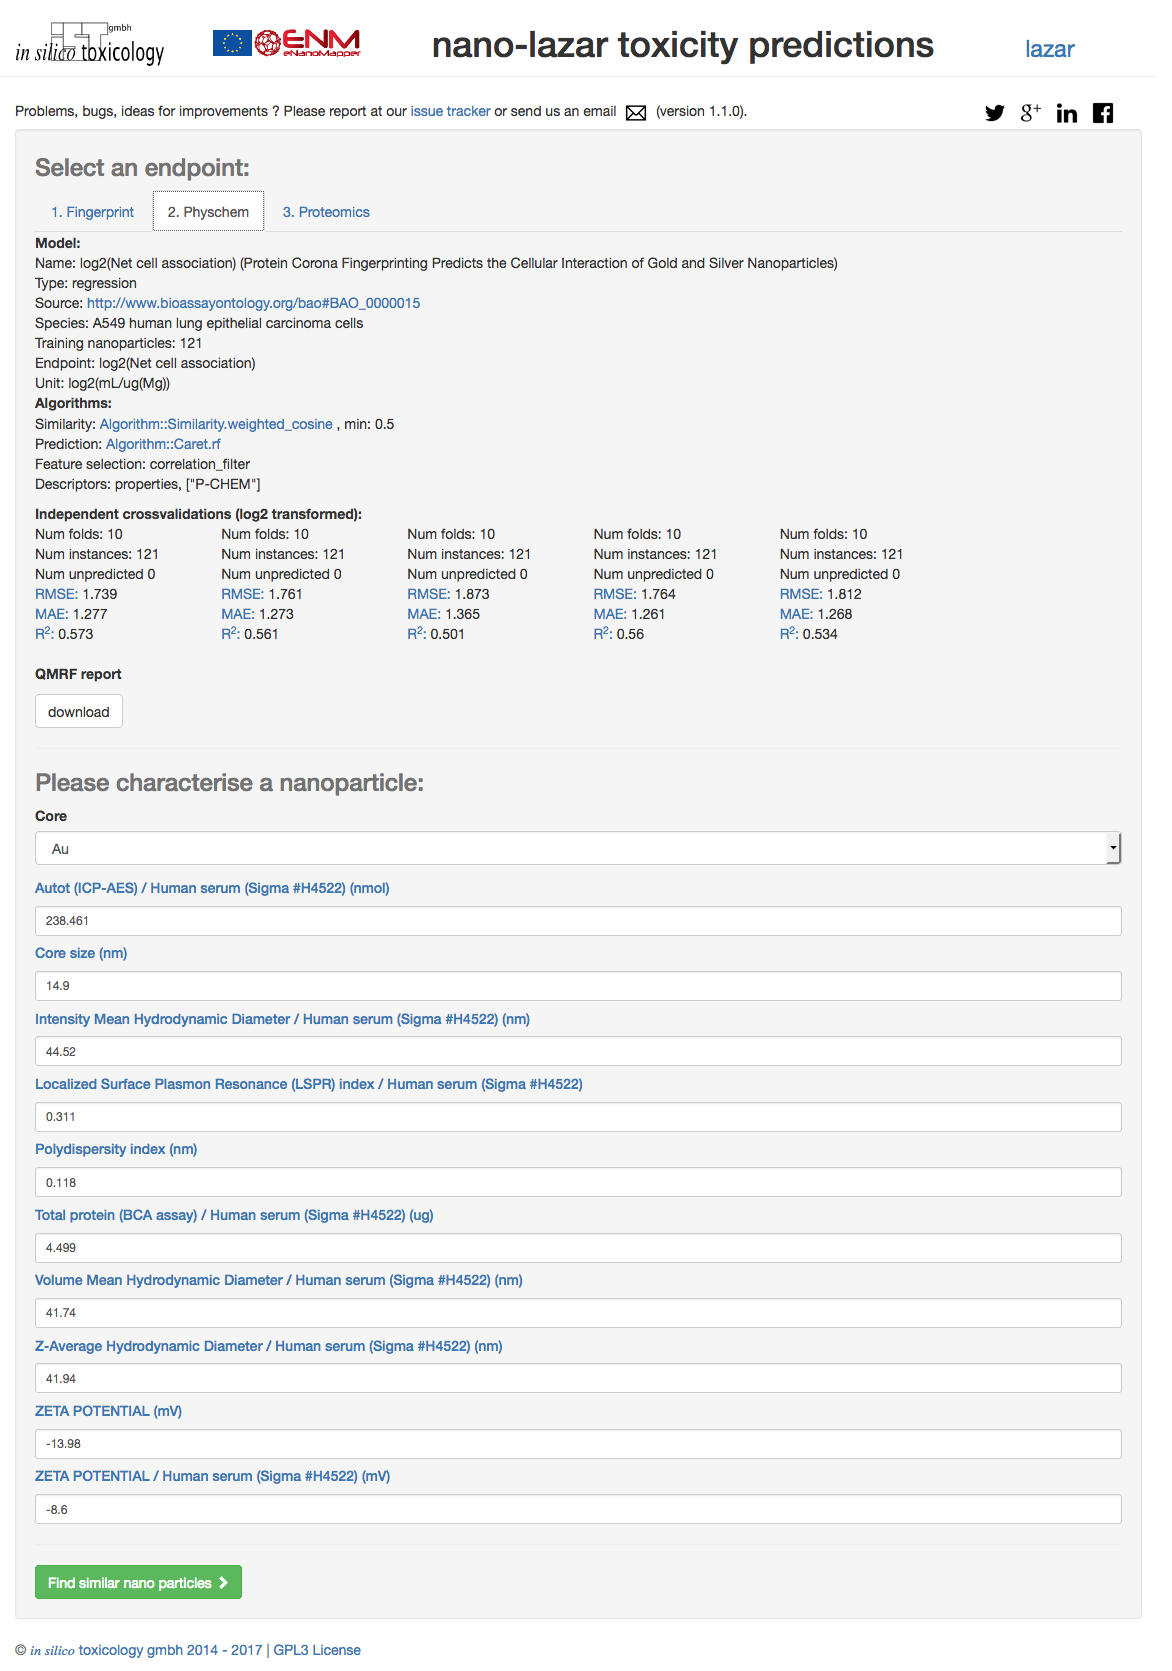 gmbh
in silico toxicology
ENM
eNanoMapper
nano-lazar toxicity predictions
lazar
Problems, bugs, ideas for improvements ? Please report at our issue tracker or send us an email (version 1.1.0).
g+ in f
Select an endpoint:
1. Fingerprint 2. Physchem 3. Proteomics
Model:
Name: log2(Net cell association) (Protein Corona Fingerprinting Predicts the Cellular Interaction of Gold and Silver Nanoparticles)
Type: regression
Source: http://www.bioassayontology.org/bao#BAO_0000015
Species: A549 human lung epithelial carcinoma cells
Training nanoparticles: 121
Endpoint: log2(Net cell association)
Unit: log2(mL/ug(Mg))
Algorithms:
Similarity: Algorithm::Similarity.weighted_cosine , min: 0.5
Prediction: Algorithm::Caret.rf
Feature selection: correlation_filter
Descriptors: properties, ["P-CHEM"]
Independent crossvalidations (log2 transformed):
Num folds: 10 Num folds: 10 Num folds: 10 Num folds: 10 Num folds: 10
Num instances: 121 Num instances: 121 Num instances: 121 Num instances: 121 Num instances: 121
Num unpredicted 0 Num unpredicted 0 Num unpredicted 0 Num unpredicted 0 Num unpredicted 0
RMSE: 1.739 RMSE: 1.761 RMSE: 1.873 RMSE: 1.764 RMSE: 1.812
MAE: 1.277 MAE: 1.273 MAE: 1.365 MAE: 1.261 MAE: 1.268
R²: 0.573 R²: 0.561 R²: 0.501 R²: 0.56 R²: 0.534
QMRF report
download
Please characterise a nanoparticle:
Core
Au
Autot (ICP-AES) / Human serum (Sigma #H4522) (nmol)
238.461
Core size (nm)
14.9
Intensity Mean Hydrodynamic Diameter / Human serum (Sigma #H4522) (nm)
44.52
Localized Surface Plasmon Resonance (LSPR) index / Human serum (Sigma #H4522)
0.311
Polydispersity index (nm)
0.118
Total protein (BCA assay) / Human serum (Sigma #H4522) (ug)
4.499
Volume Mean Hydrodynamic Diameter / Human serum (Sigma #H4522) (nm)
41.74
Z-Average Hydrodynamic Diameter / Human serum (Sigma #H4522) (nm)
41.94
ZETA POTENTIAL (mV)
-13.98
ZETA POTENTIAL / Human serum (Sigma #H4522) (mV)
-8.6
Find similar nano particles
© in silico toxicology gmbh 2014 - 2017 | GPL3 License